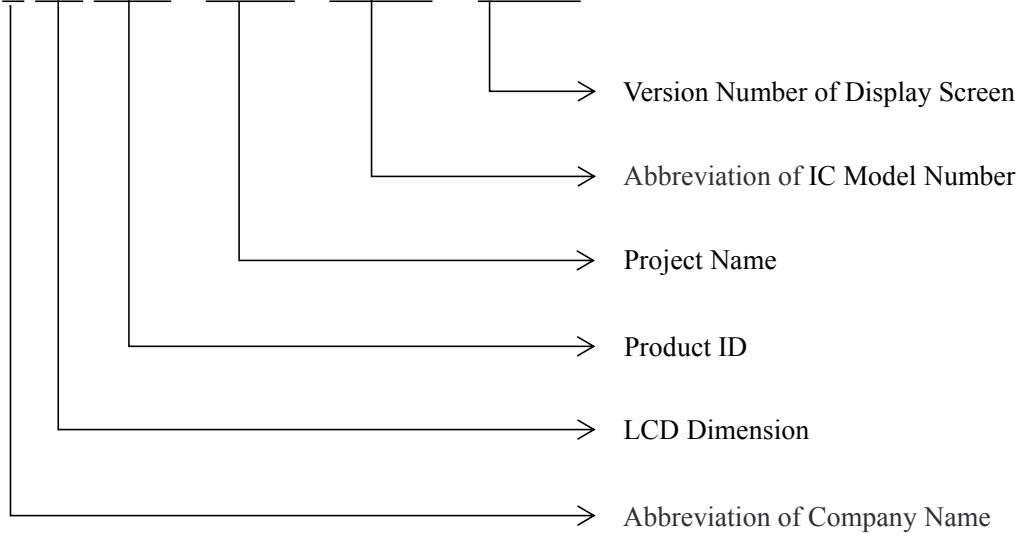 Version Number of Display Screen
Abbreviation of IC Model Number
Project Name
Product ID
LCD Dimension
Abbreviation of Company Name